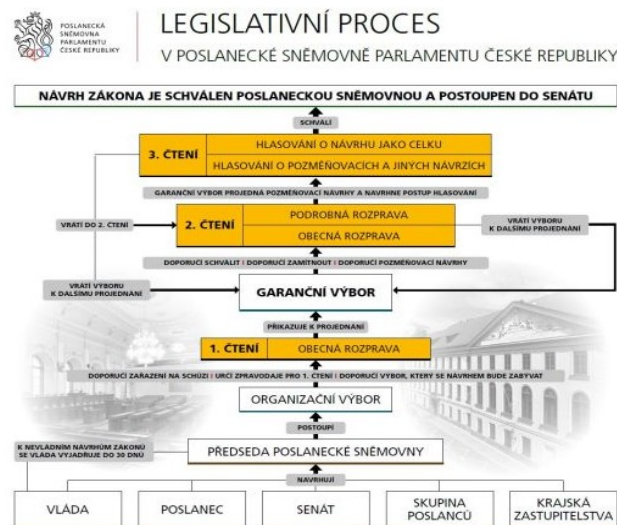 POSLANECKÁ
SNĚMOVNA
PARLAMENTU
ČESKÉ REPUBLIKY
LEGISLATIVNÍ PROCES
V POSLANECKÉ SNĚMOVNĚ PARLAMENTU ČESKÉ REPUBLIKY
NÁVRH ZÁKONA JE SCHVÁLEN POSLANECKOU SNĚMOVNOU A POSTOUPEN DO SENÁTU
SCHVÁLÍ
3. ČTENÍ
HLASOVÁNÍ O NÁVRHU JAKO CELKU
HLASOVÁNÍ O POZMĚŇOVACÍCH A JINÝCH NÁVRZÍCH
GARANČNÍ VÝBOR PROJEDNÁ POZMĚŇOVACÍ NÁVRHY A NAVRHNE POSTUP HLASOVÁNÍ
VRÁTÍ DO 2. ČTENÍ
2. ČTENÍ
PODROBNÁ ROZPRAVA
OBECNÁ ROZPRAVA
VRÁTÍ VÝBORU
K DALŠÍMU PROJEDNÁNÍ
DOPORUČÍ SCHVÁLIT | DOPORUČÍ ZAMÍTNOUT | DOPORUČÍ POZMĚŇOVACÍ NÁVRHY
VRÁTÍ VÝBORU
K DALŠÍMU PROJEDNÁNÍ
GARANČNÍ VÝBOR
PŘIKAZUJE K PROJEDNÁNÍ
1. ČTENÍ
OBECNÁ ROZPRAVA
DOPORUČÍ ZAŘAZENÍ NA SCHŮZI | URČÍ ZPRAVODAJE PRO 1. ČTENÍ | DOPORUČÍ VÝBOR, KTERÝ SE NÁVRHEM BUDE ZABÝVAT
ORGANIZAČNÍ VÝBOR
POSTOUPÍ
K NEVLÁDNÍM NÁVRHŮM ZÁKONŮ
SE VLÁDA VYJADŘUJE DO 30 DNŮ
PŘEDSEDA POSLANECKÉ SNĚMOVNY
NAVRHUJÍ
VLÁDA
POSLANEC
SENÁT
SKUPINA
POSLANCŮ
KRAJSKÁ
ZASTUPITELSTVA